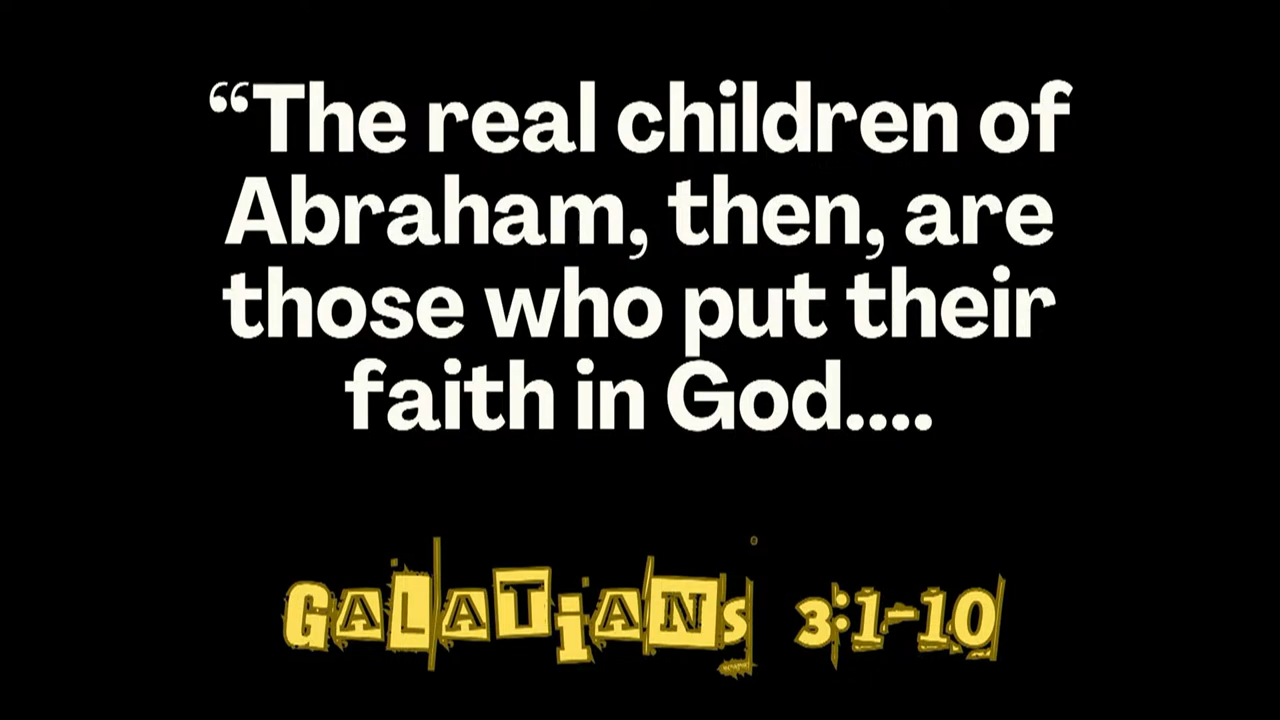 “The real children of
Abraham, then, are
those who put their
faith in God....
GALATiANs 3:1-10